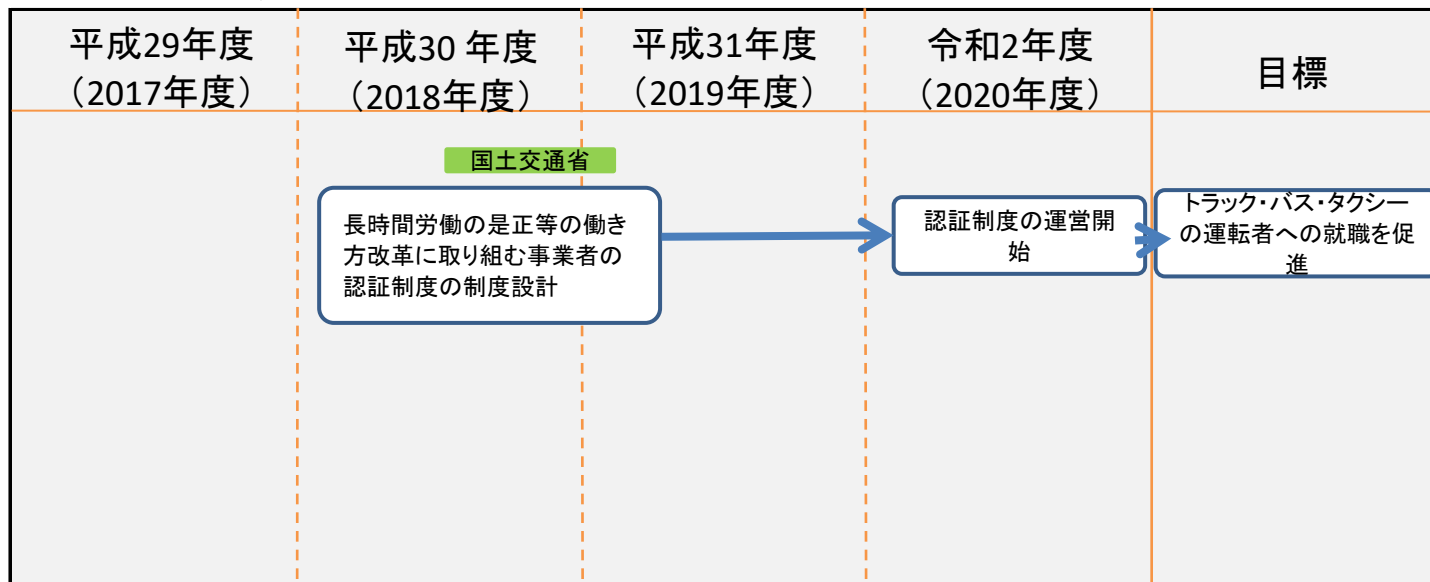 平成29年度
（2017年度）
平成30 年度
（2018年度）
平成31年度
（2019年度）
令和2年度
（2020年度）
目標
国土交通省
長時間労働の是正等の働き
方改革に取り組む事業者の
認証制度の制度設計
認証制度の運営開
始
トラック・バス・タクシー
の運転者への就職を促
進